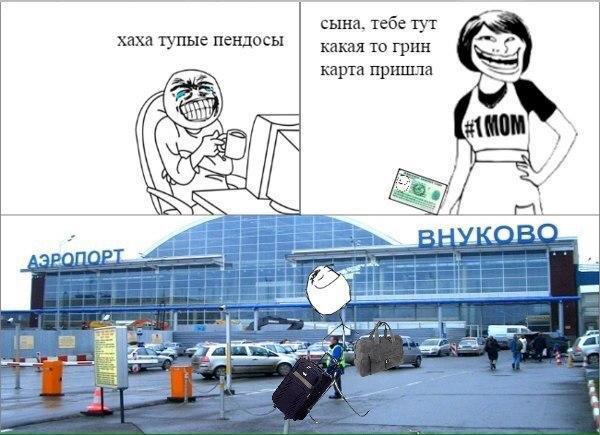 хаха тупые пендосы
сына, тебе тут
какая то грин
карта пришла
#1 MOM
АЭРОПОРТ
ВНУКОВО